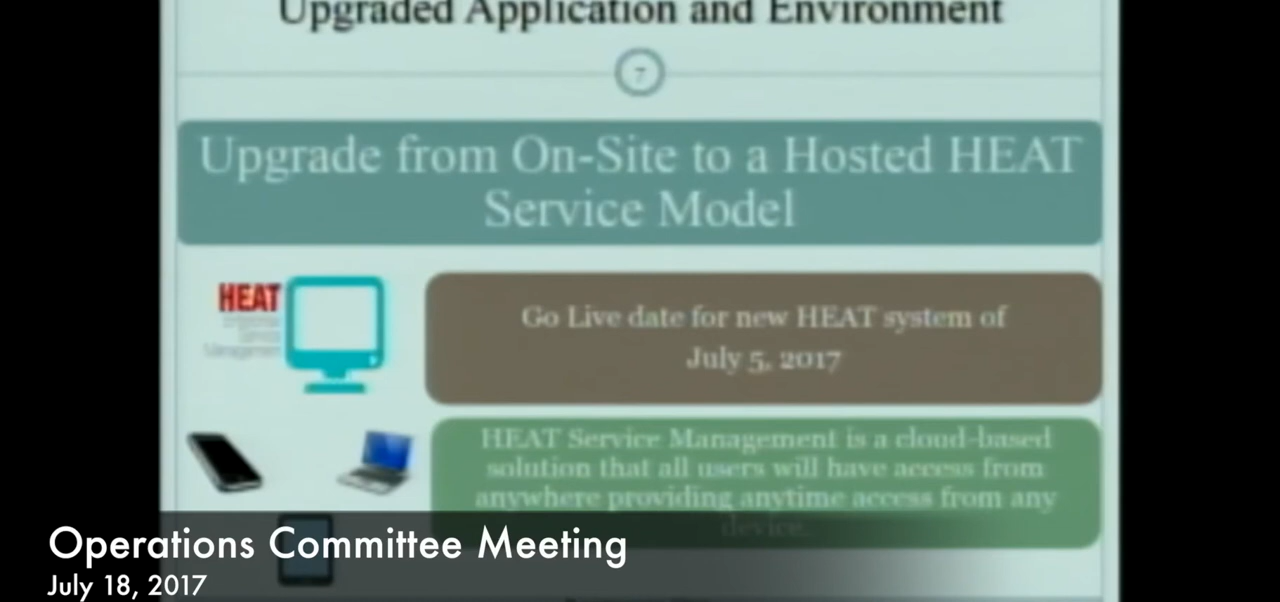 Upgraded Application and Environment
7
Upgrade from On-Site to a Hosted HEAT
Service Model
HEAT
Management
Go Live date for new HEAT system of
July 5, 2017
HEAT Service Management is a cloud-based
solution that all users will have access from
anywhere providing anytime access from any
device.
Operations Committee Meeting
July 18, 2017